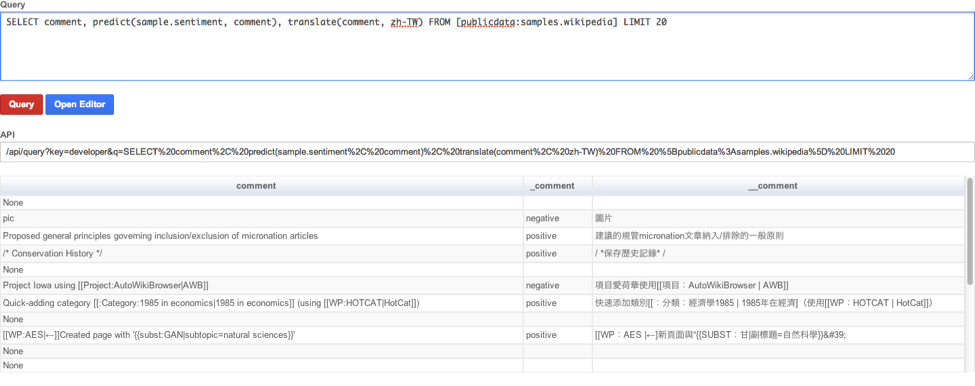 Query
SELECT comment, predict(sample.sentiment, comment), translate(comment, zh-TW) FROM [publicdata:samples.wikipedia] LIMIT 20
Query Open Editor
API
/api/query?key=developer&q=SELECT%20comment%2C%20predict(sample.sentiment%2C%20comment)%2C%20translate(comment%2C%20zh-TW)%20FROM%20%5Bpublicdata%3Asamples.wikipedia%5D%20LIMIT%2020
comment _comment __comment
None
pic negative 圖片
Proposed general principles governing inclusion/exclusion of micronation articles positive 建議的規管micronation文章納入/排除的一般原則
/* Conservation History */ positive / *保存歷史記錄* /
None
Project Iowa using [[Project:AutoWikiBrowser|AWB]] negative 項目愛荷華使用[[項目：AutoWikiBrowser | AWB]]
Quick-adding category [[:Category:1985 in economics|1985 in economics]] (using [[WP:HOTCAT|HotCat]]) positive 快速添加類別[[：分類：經濟學1985 | 1985年在經濟]（使用[[WP：HOTCAT | HotCat]]）
None
[[WP:AES|←]]Created page with '{{subst:GAN|subtopic=natural sciences}}' positive [[WP：AES |←]新頁面與“{{SUBST：甘|副標題=自然科學}}&#39;
None
None